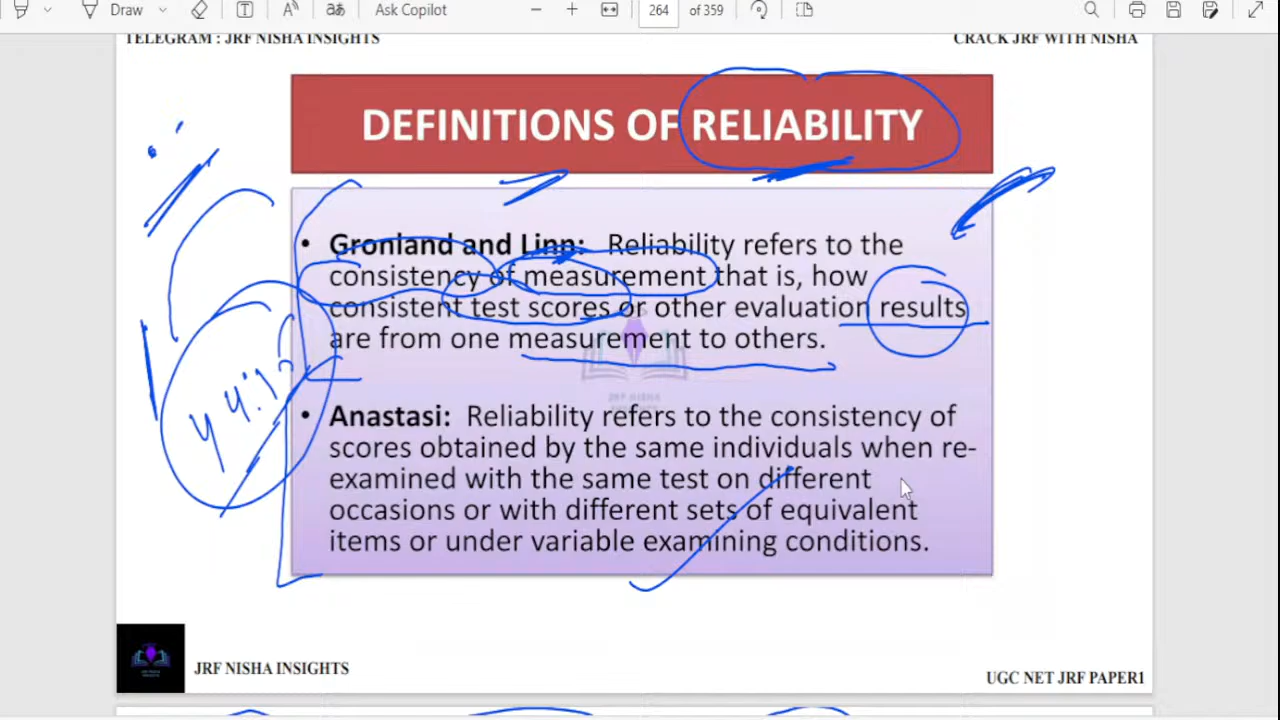 Draw
Ask Copilot
264 of 359
TELEGRAM : JRF NISHA INSIGHTS
CRACK JRF WITH NISHA
DEFINITIONS OF RELIABILITY
• Gronland and Linn: Reliability refers to the
consistency of measurement that is, how
consistent test scores or other evaluation results
are from one measurement to others.
JRF NISHA
INSIGHTS
• Anastasi: Reliability refers to the consistency of
scores obtained by the same individuals when re-
examined with the same test on different
occasions or with different sets of equivalent
items or under variable examining conditions.
JRF NISHA INSIGHTS
UGC NET JRF PAPER1